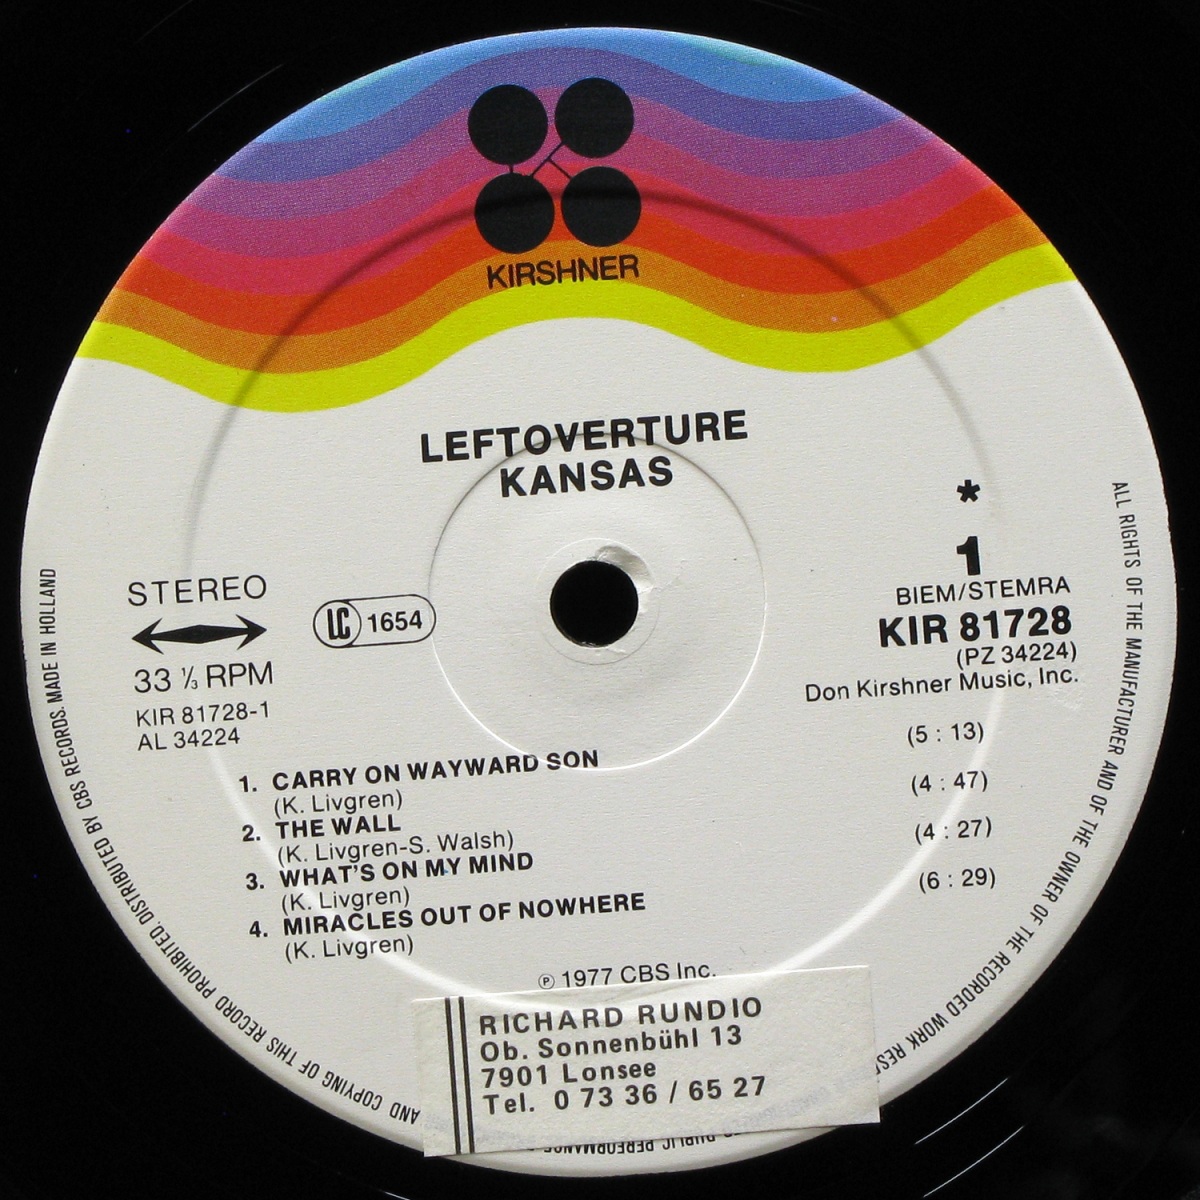 KIRSHNER
LEFTOVERTURE
KANSAS
*
1
STEREO
LC 1654
BIEM/STEMRA
KIR 81728
33 ⅓ RPM
(PZ 34224)
Don Kirshner Music, Inc.
KIR 81728-1
AL 34224
1. CARRY ON WAYWARD SON (5 : 13)
(K. Livgren)
2. THE WALL (4 : 47)
(K. Livgren-S. Walsh)
3. WHAT'S ON MY MIND (4 : 27)
(K. Livgren)
4. MIRACLES OUT OF NOWHERE (6 : 29)
(K. Livgren)
℗ 1977 CBS Inc.
RICHARD RUNDIO
Ob. Sonnenbühl 13
7901 Lonsee
Tel. 0 73 36 / 65 27
ALL RIGHTS OF THE MANUFACTURER AND OF THE OWNER OF THE RECORDED WORK RESE
PUBLIC PERFORMANCE
AND COPYING OF THIS RECORD PROHIBITED. DISTRIBUTED BY CBS RECORDS. MADE IN HOLLAND